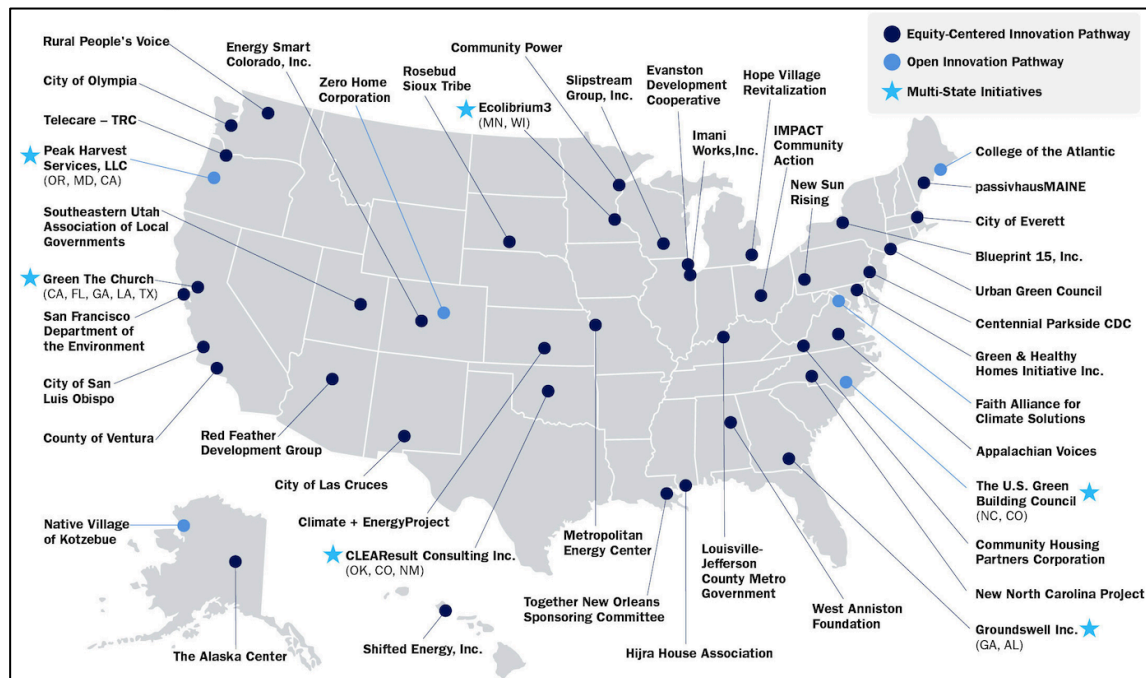 Equity-Centered Innovation Pathway
Open Innovation Pathway
Multi-State Initiatives
Rural People's Voice
City of Olympia
Telecare – TRC
Peak Harvest
Services, LLC
(OR, MD, CA)
Southeastern Utah
Association of Local
Governments
Green The Church
(CA, FL, GA, LA, TX)
San Francisco
Department of
the Environment
City of San
Luis Obispo
County of Ventura
Energy Smart
Colorado, Inc.
Zero Home
Corporation
Rosebud
Sioux Tribe
Community Power
Ecolibrium3
(MN, WI)
Slipstream
Group, Inc.
Evanston
Development
Cooperative
Imani
Works,Inc.
Hope Village
Revitalization
IMPACT
Community
Action
New Sun
Rising
College of the Atlantic
passivhausMAINE
City of Everett
Blueprint 15, Inc.
Urban Green Council
Centennial Parkside CDC
Green & Healthy
Homes Initiative Inc.
Faith Alliance for
Climate Solutions
Appalachian Voices
The U.S. Green
Building Council
(NC, CO)
Community Housing
Partners Corporation
New North Carolina Project
Groundswell Inc.
(GA, AL)
Red Feather
Development Group
City of Las Cruces
Climate + EnergyProject
CLEAResult Consulting Inc.
(OK, CO, NM)
Metropolitan
Energy Center
Together New Orleans
Sponsoring Committee
Hijra House Association
Louisville-
Jefferson
County Metro
Government
West Anniston
Foundation
Native Village
of Kotzebue
The Alaska Center
Shifted Energy, Inc.